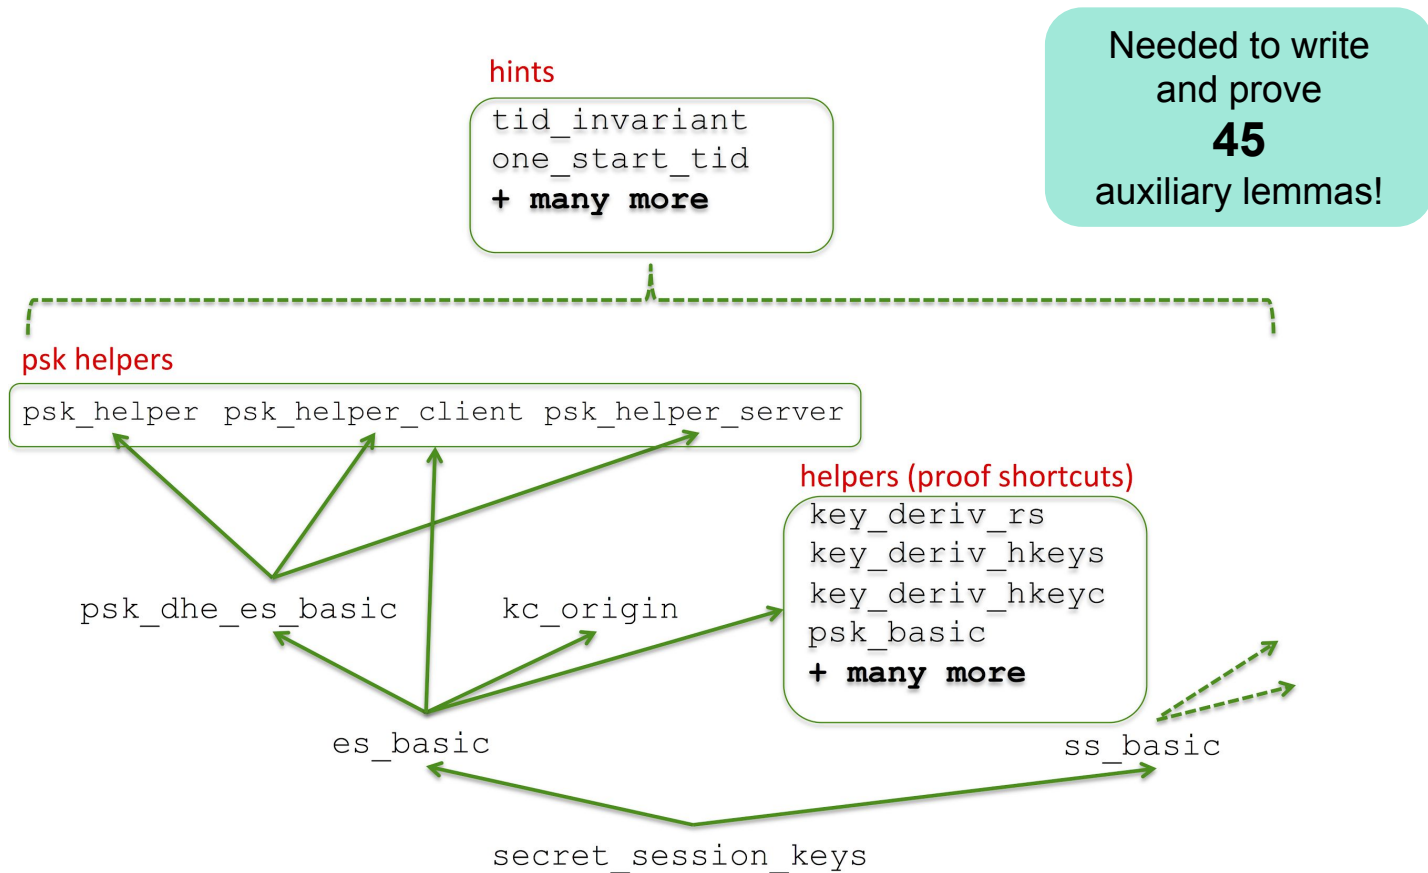 Needed to write
and prove
45
auxiliary lemmas!
hints
tid_invariant
one_start_tid
+ many more
psk helpers
psk_helper psk_helper_client psk_helper_server
helpers (proof shortcuts)
key_deriv_rs
key_deriv_hkeys
key_deriv_hkeyc
psk_basic
+ many more
psk_dhe_es_basic
kc_origin
es_basic
ss_basic
secret_session_keys